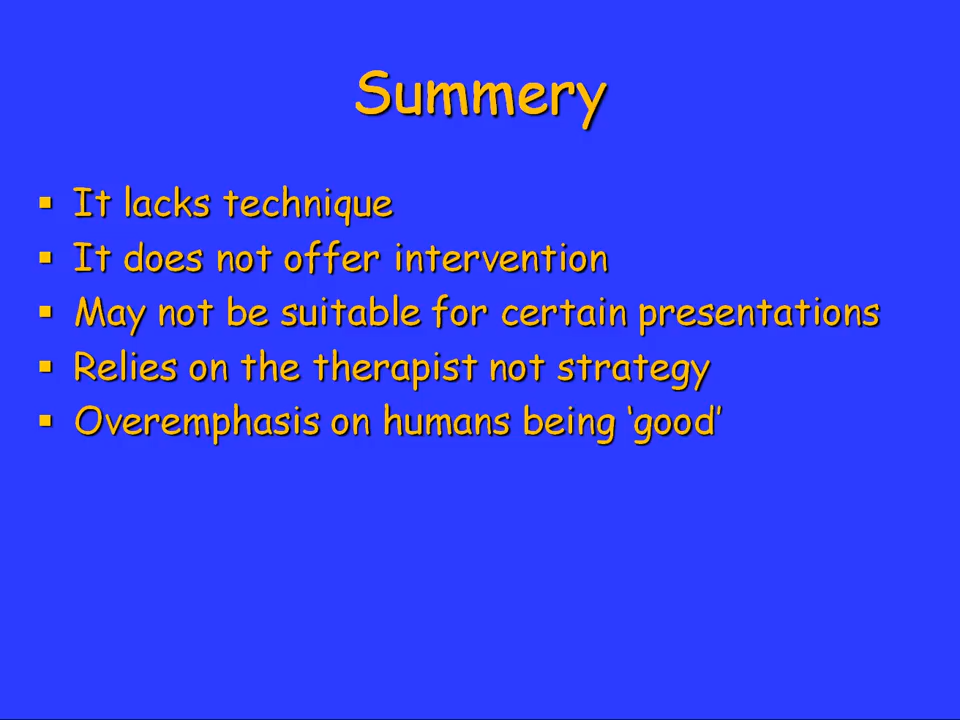 Summery
▪ It lacks technique
▪ It does not offer intervention
▪ May not be suitable for certain presentations
▪ Relies on the therapist not strategy
▪ Overemphasis on humans being ‘good’